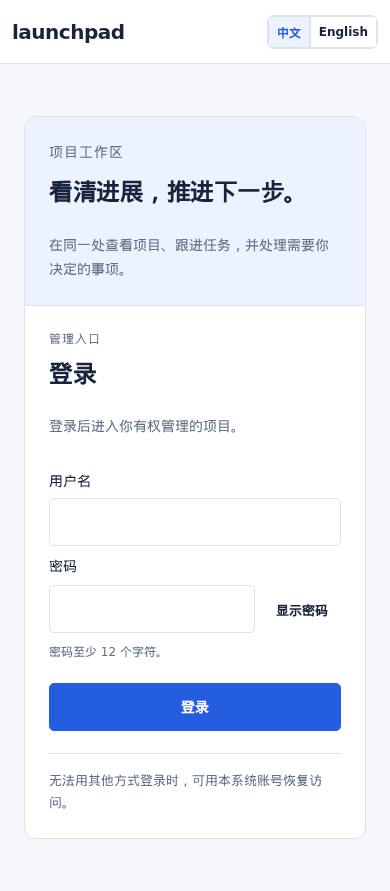 launchpad
中文 English
项目工作区
看清进展，推进下一步。
在同一处查看项目、跟进任务，并处理需要你
决定的事项。
管理入口
登录
登录后进入你有权管理的项目。
用户名
密码
显示密码
密码至少 12 个字符。
登录
无法用其他方式登录时，可用本系统账号恢复访
问。